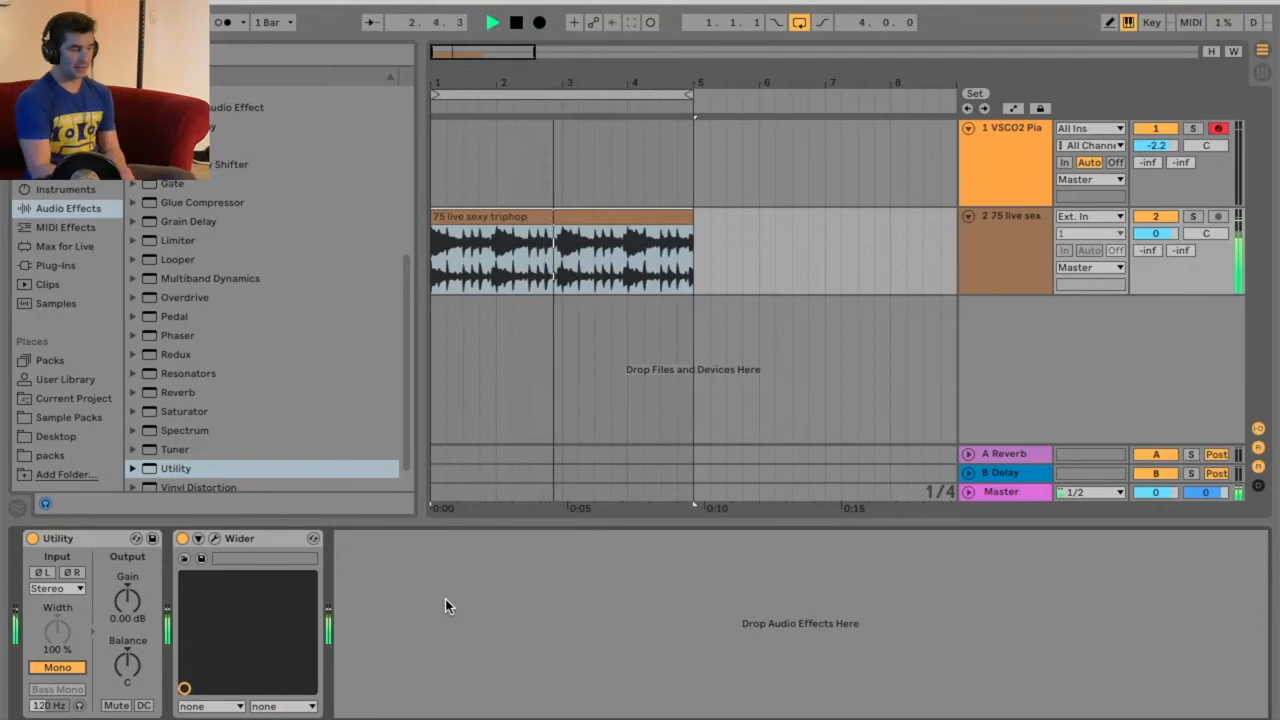 1 Bar
2. 4. 3
1. 1. 1
4. 0. 0
Key
MIDI
1 %
D
H W
1 2 3 4 5 6 7 8
Set
udio Effect
y
y Shifter
Gate
Glue Compressor
Grain Delay
Limiter
Looper
Multiband Dynamics
Overdrive
Pedal
Phaser
Redux
Resonators
Reverb
Saturator
Spectrum
Tuner
Utility
Vinyl Distortion
Instruments
Audio Effects
MIDI Effects
Max for Live
Plug-Ins
Clips
Samples
Places
Packs
User Library
Current Project
Sample Packs
Desktop
packs
Add Folder...
75 live sexy triphop
Drop Files and Devices Here
1/4
0:00 0:05 0:10 0:15
1 VSCO2 Pia
All Ins
1 S
All Channe
-2.2 C
In Auto Off
-inf -inf
Master
2 75 live sex
Ext. In
2 S
1
0 C
In Auto Off
-inf -inf
Master
A Reverb
A S Post
B Delay
B S Post
Master
1/2
0 0
I·O
R
M
D
Utility
Input Output
Ø L Ø R
Gain
Stereo
Width
0.00 dB
Balance
100 %
Mono
C
Bass Mono
120 Hz
Mute DC
Wider
none none
Drop Audio Effects Here